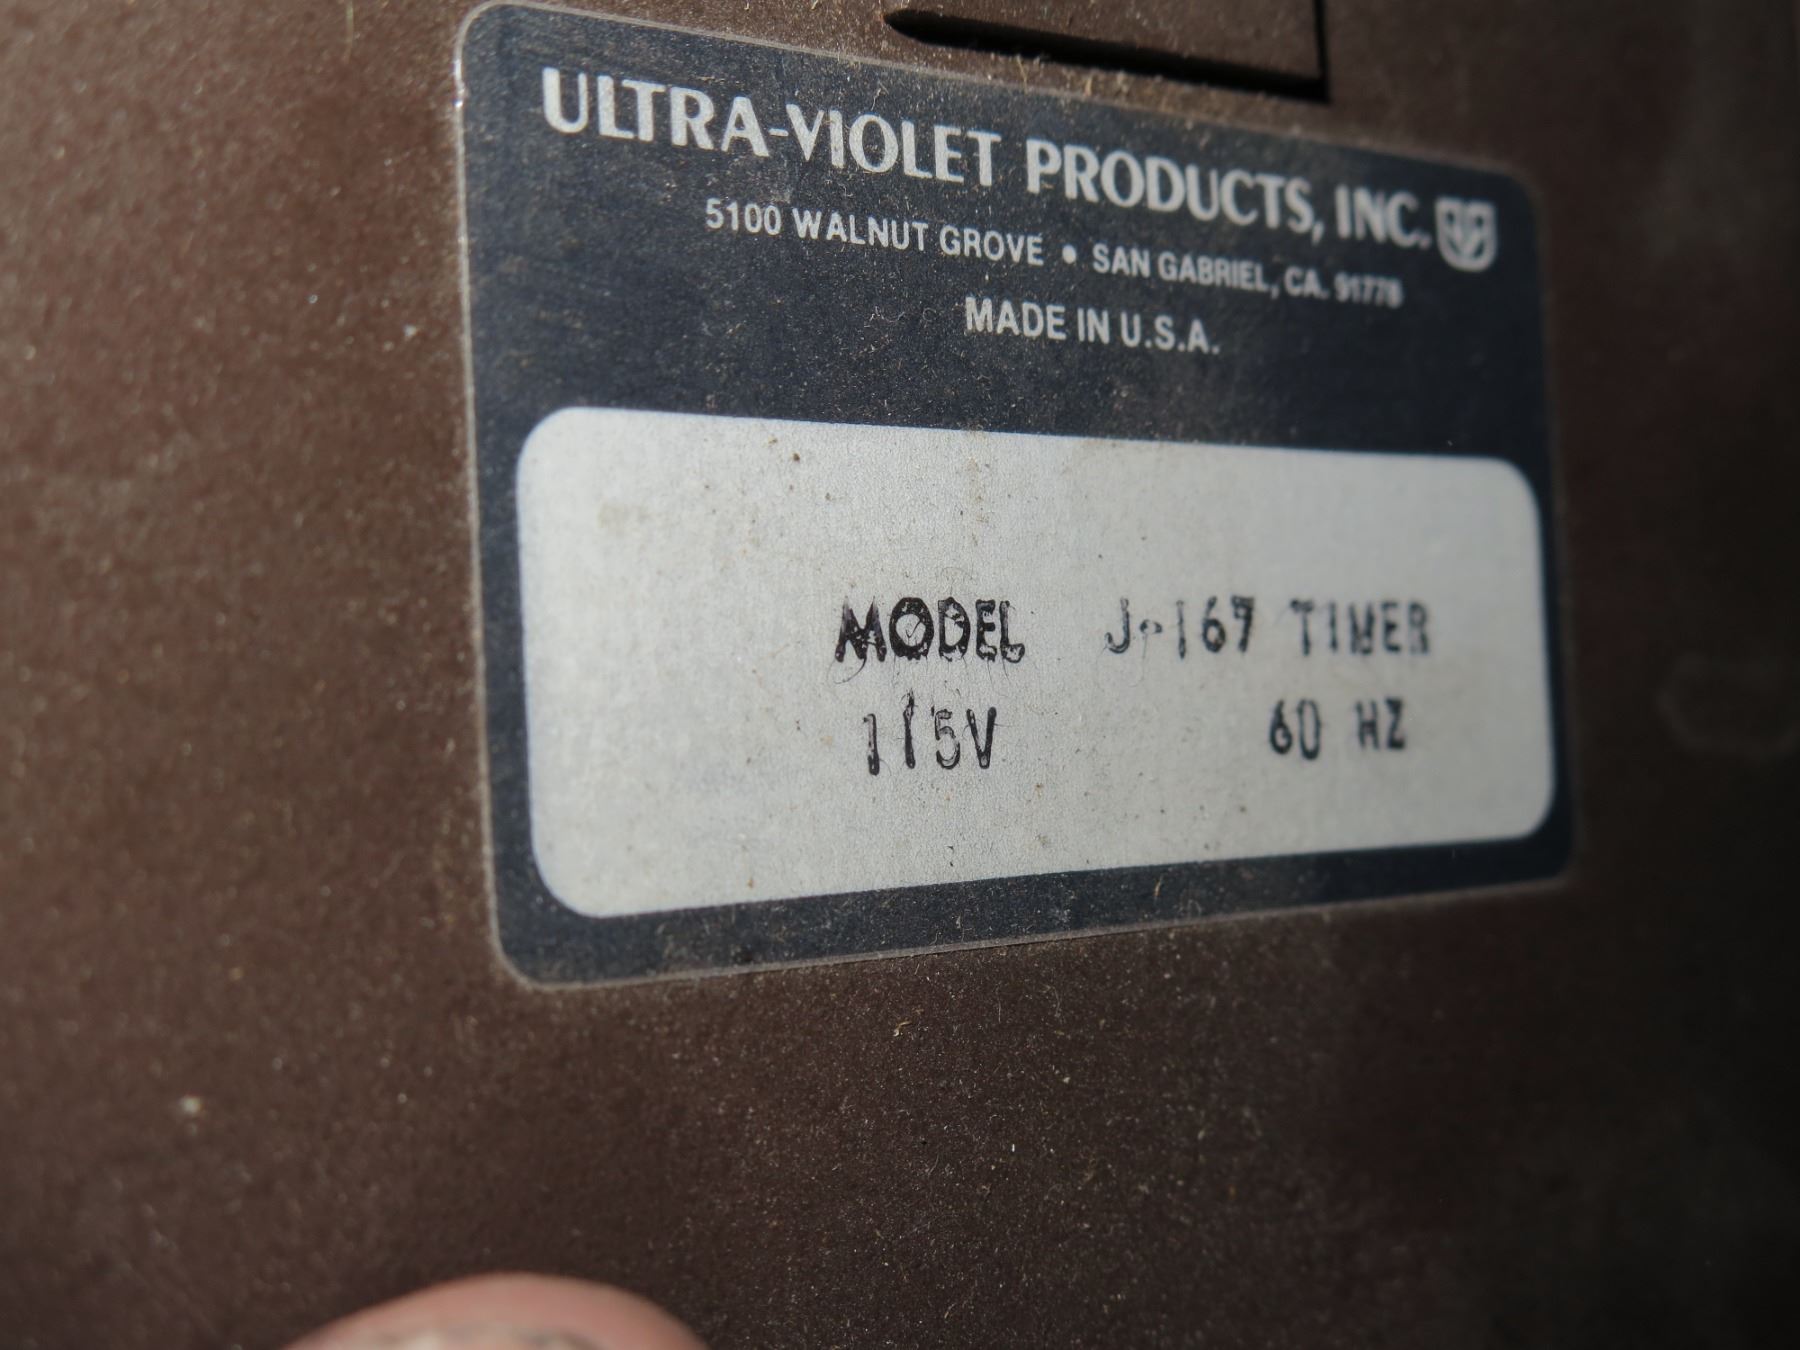 ULTRA-VIOLET PRODUCTS, INC.
5100 WALNUT GROVE • SAN GABRIEL, CA. 91778
MADE IN U.S.A.
MODEL J-167 TIMER
115V 60 HZ